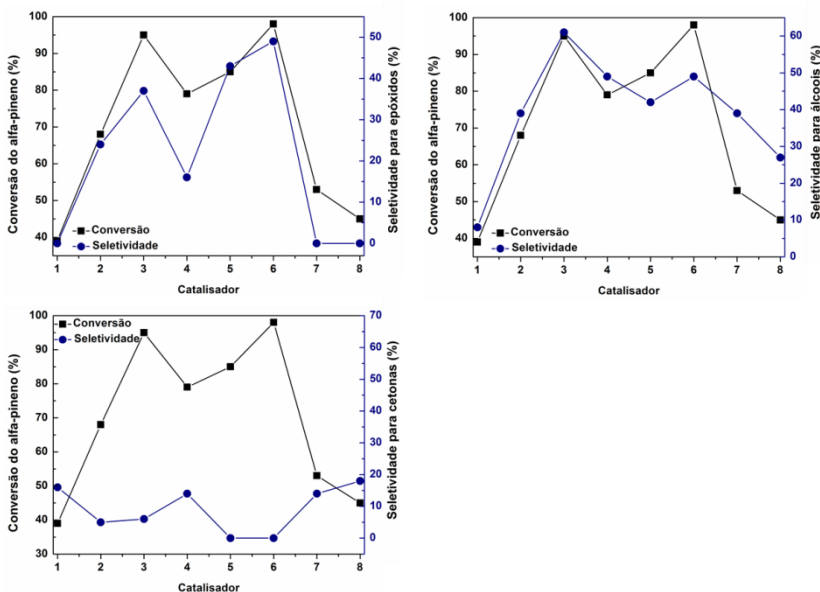 Conversão do alfa-pineno (%)
100
90
80
70
60
50
40
Conversão
Seletividade
1 2 3 4 5 6 7 8
Catalisador
50
40
30
20
10
0
Seletividade para epóxidos (%)
Conversão do alfa-pineno (%)
100
90
80
70
60
50
40
Conversão
Seletividade
1 2 3 4 5 6 7 8
Catalisador
60
50
40
30
20
10
0
Seletividade para álcoois (%)
Conversão do alfa-pineno (%)
100
90
80
70
60
50
40
30
Conversão
Seletividade
1 2 3 4 5 6 7 8
Catalisador
70
60
50
40
30
20
10
0
Seletividade para cetonas (%)